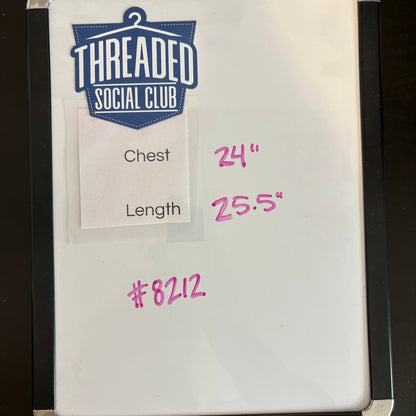 THREADED
SOCIAL CLUB
Chest 24"
Length 25.5"
#8212